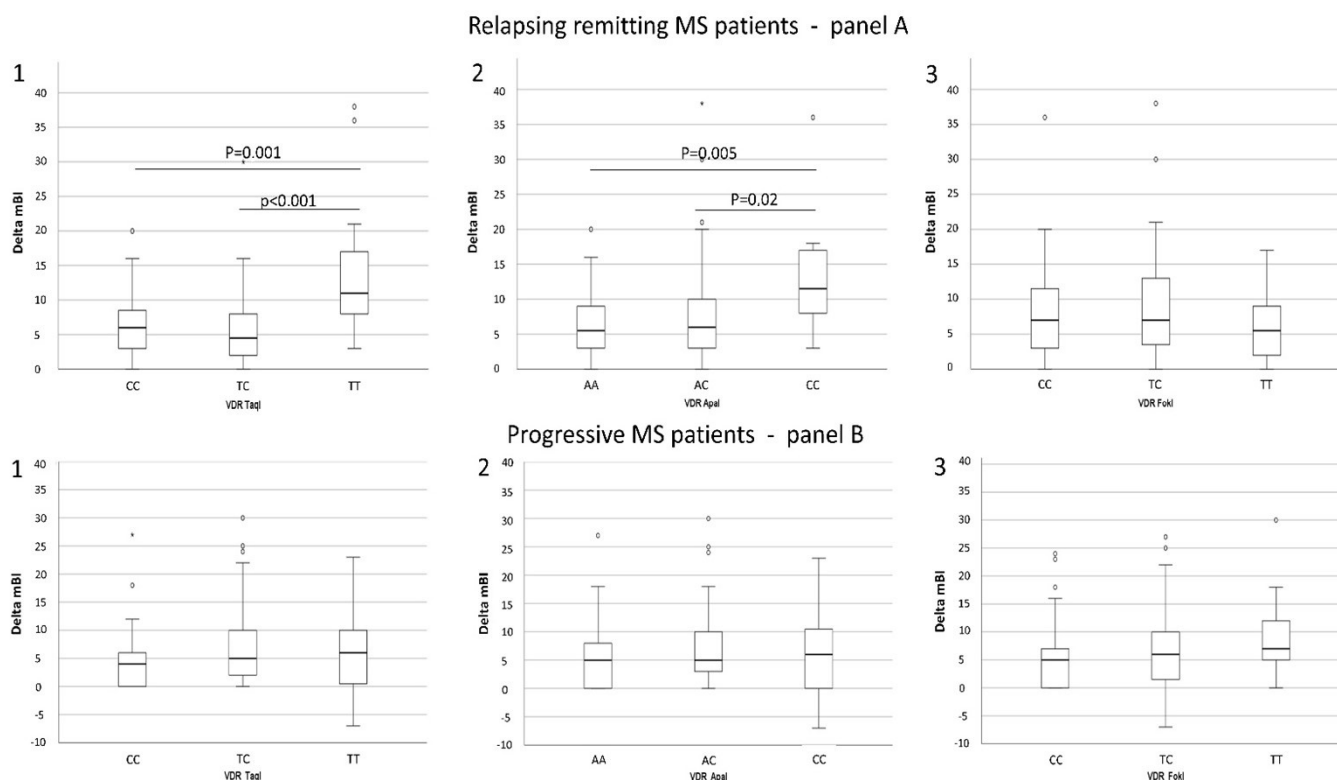 Relapsing remitting MS patients - panel A
1
Delta mBI
40
35
30
25
20
15
10
5
0
P=0.001
p<0.001
CC TC TT
VDR TaqI
2
Delta mBI
40
35
30
25
20
15
10
5
0
P=0.005
P=0,02
AA AC CC
VDR ApaI
3
Delta mBI
40
35
30
25
20
15
10
5
0
CC TC TT
VDR FokI
Progressive MS patients - panel B
1
Delta mBI
40
35
30
25
20
15
10
5
0
-5
-10
CC TC TT
VDR TaqI
2
Delta mBI
40
35
30
25
20
15
10
5
0
-5
-10
AA AC CC
VDR ApaI
3
Delta mBI
40
35
30
25
20
15
10
5
0
-5
-10
CC TC TT
VDR FokI